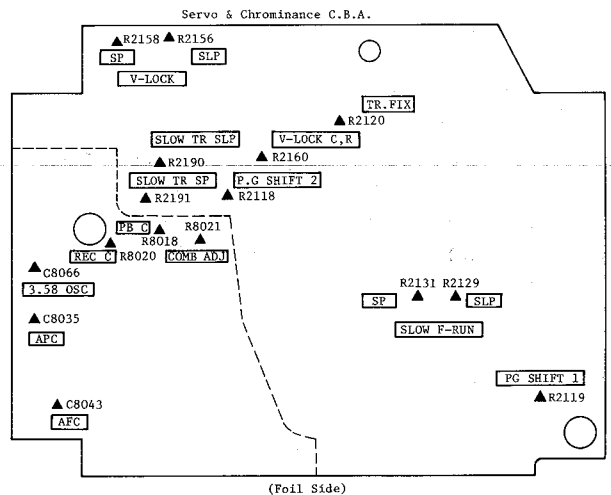 Servo & Chrominance C.B.A.
R2158 R2156
SP SLP
V-LOCK
TR.FIX
R2120
SLOW TR SLP V-LOCK C,R
R2190 R2160
SLOW TR SP P.G SHIFT 2
R2191 R2118
PB C R8021
R8018
REC C R8020 COMB ADJ
C8066
3.58 OSC
R2131 R2129
SP SLP
C8035
SLOW F-RUN
APC
PG SHIFT 1
R2119
C8043
AFC
(Foil Side)